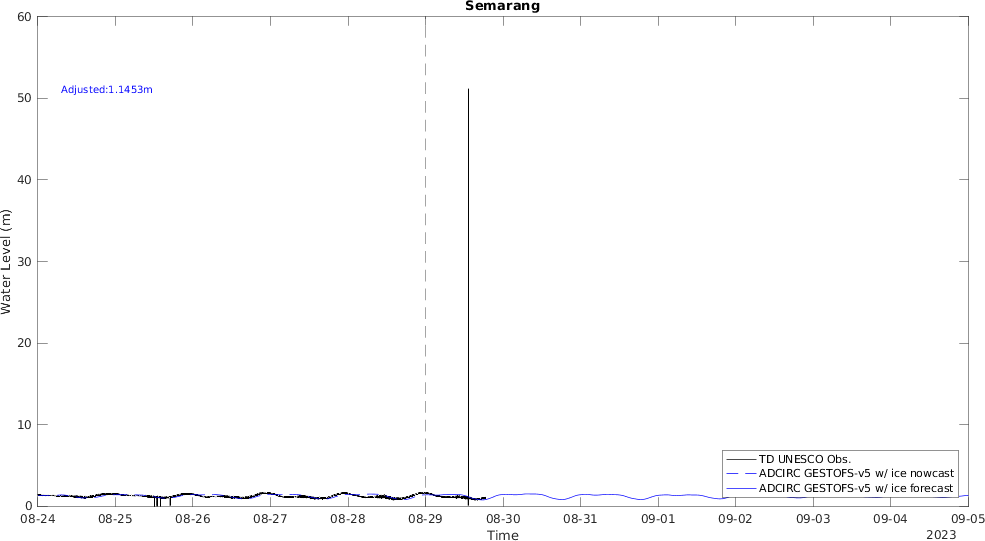 Semarang
60
50
40
30
20
10
0
Water Level (m)
Adjusted:1.1453m
TD UNESCO Obs.
ADCIRC GESTOFS-v5 w/ ice nowcast
ADCIRC GESTOFS-v5 w/ ice forecast
08-24 08-25 08-26 08-27 08-28 08-29 08-30 08-31 09-01 09-02 09-03 09-04 09-05
Time
2023